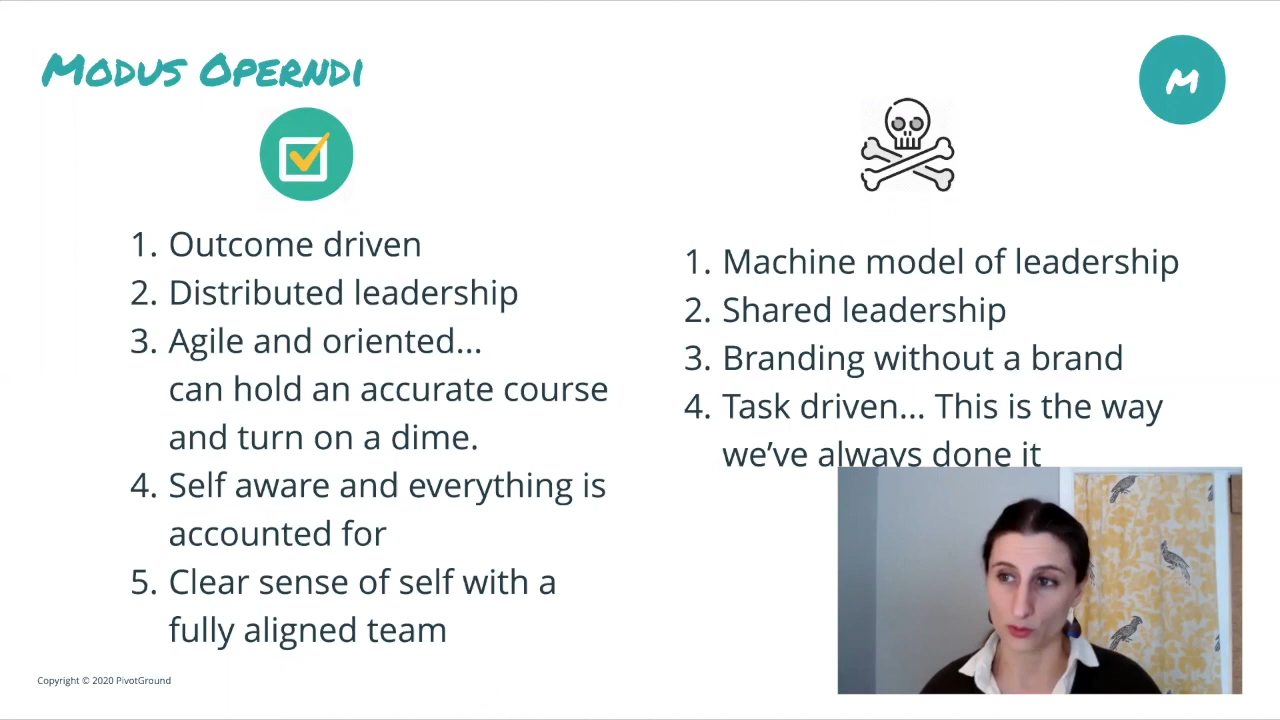 Modus Operndi
M
1. Outcome driven
2. Distributed leadership
3. Agile and oriented...
can hold an accurate course
and turn on a dime.
4. Self aware and everything is
accounted for
5. Clear sense of self with a
fully aligned team
1. Machine model of leadership
2. Shared leadership
3. Branding without a brand
4. Task driven... This is the way
we’ve always done it
Copyright © 2020 PivotGround